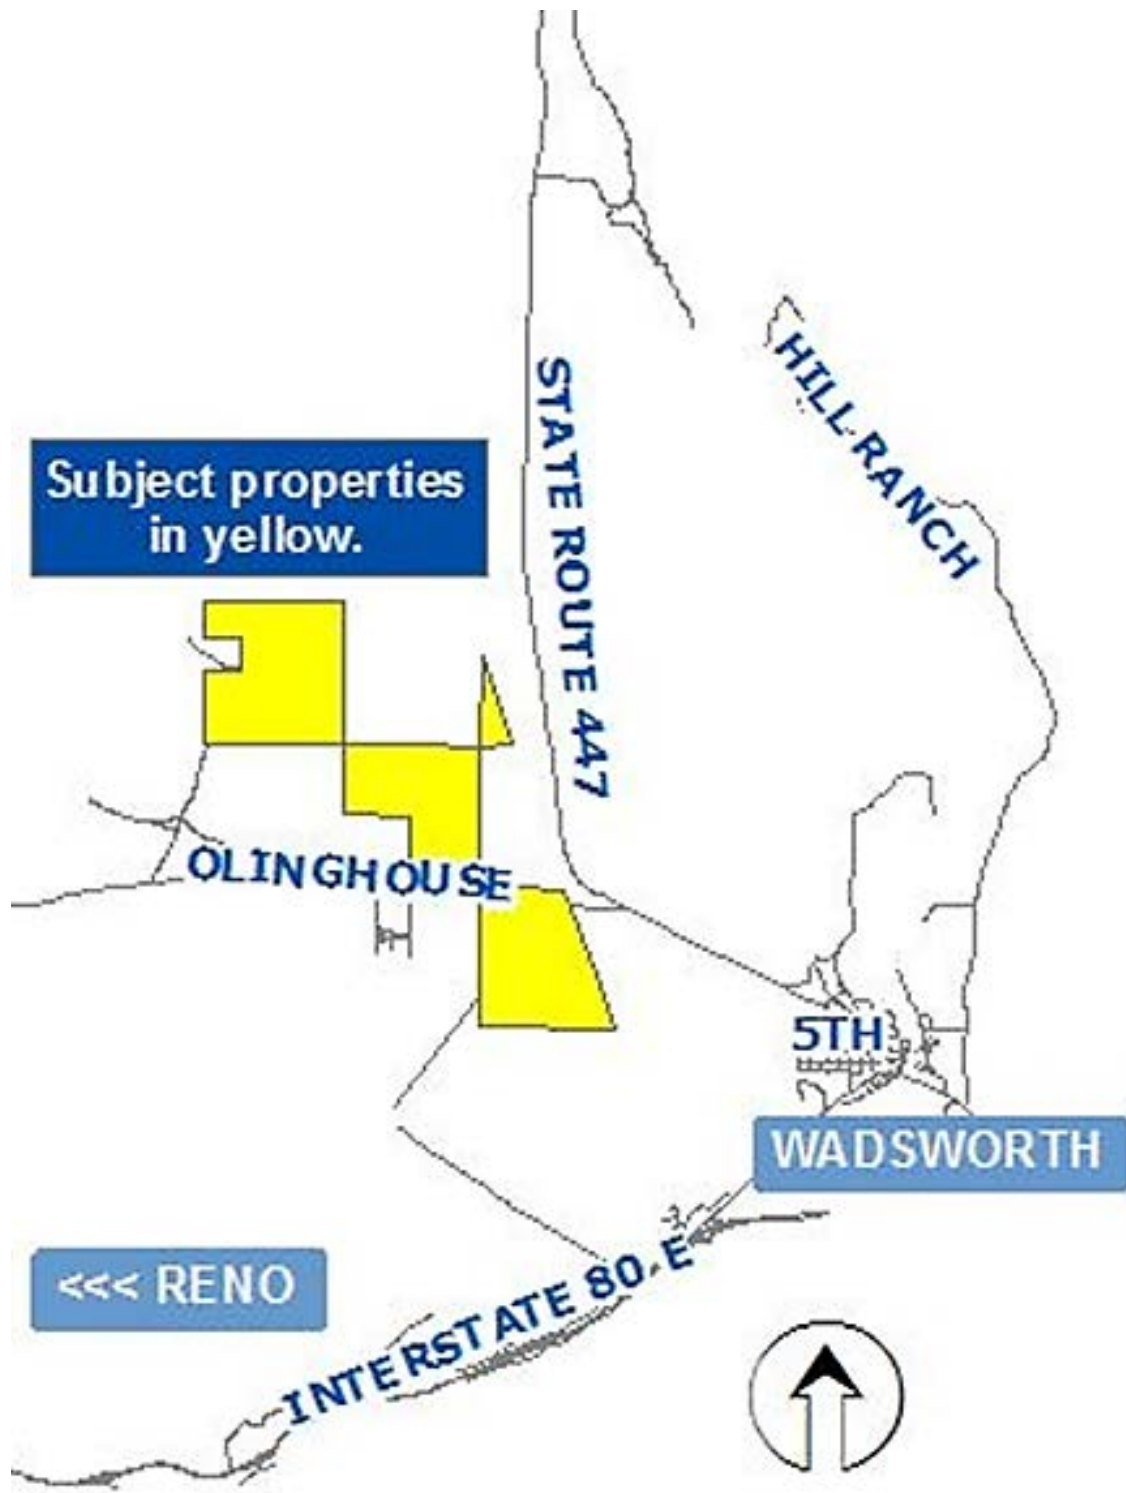 HILL RANCH
STATE ROUTE 447
Subject properties
in yellow.
OLINGHOUSE
5TH
WADSWORTH
<<< RENO
INTERSTATE 80 E